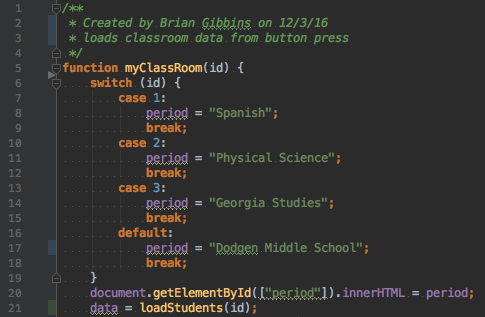 1 /**
2 * Created by Brian Gibbins on 12/3/16
3 * loads classroom data from button press
4 */
5 function myClassRoom(id) {
6 switch (id) {
7 case 1:
8 period = "Spanish";
9 break;
10 case 2:
11 period = "Physical Science";
12 break;
13 case 3:
14 period = "Georgia Studies";
15 break;
16 default:
17 period = "Dodgen Middle School";
18 break;
19 }
20 document.getElementById(["period"]).innerHTML = period;
21 data = loadStudents(id);